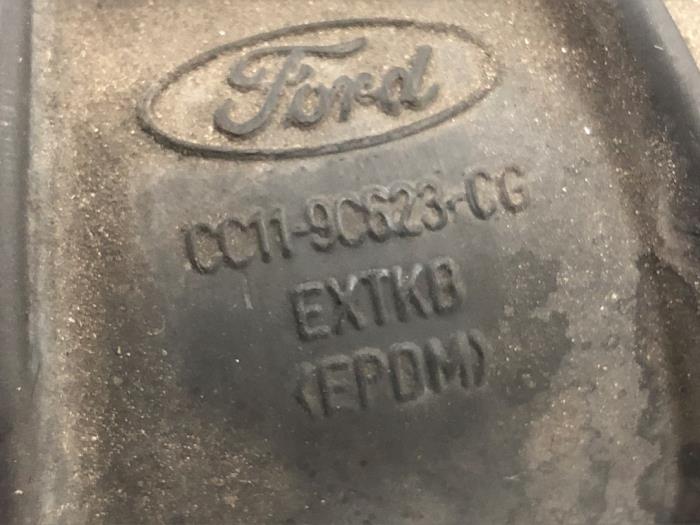 Ford
CC11-9C623-CG
EXTKB
<EPDM>